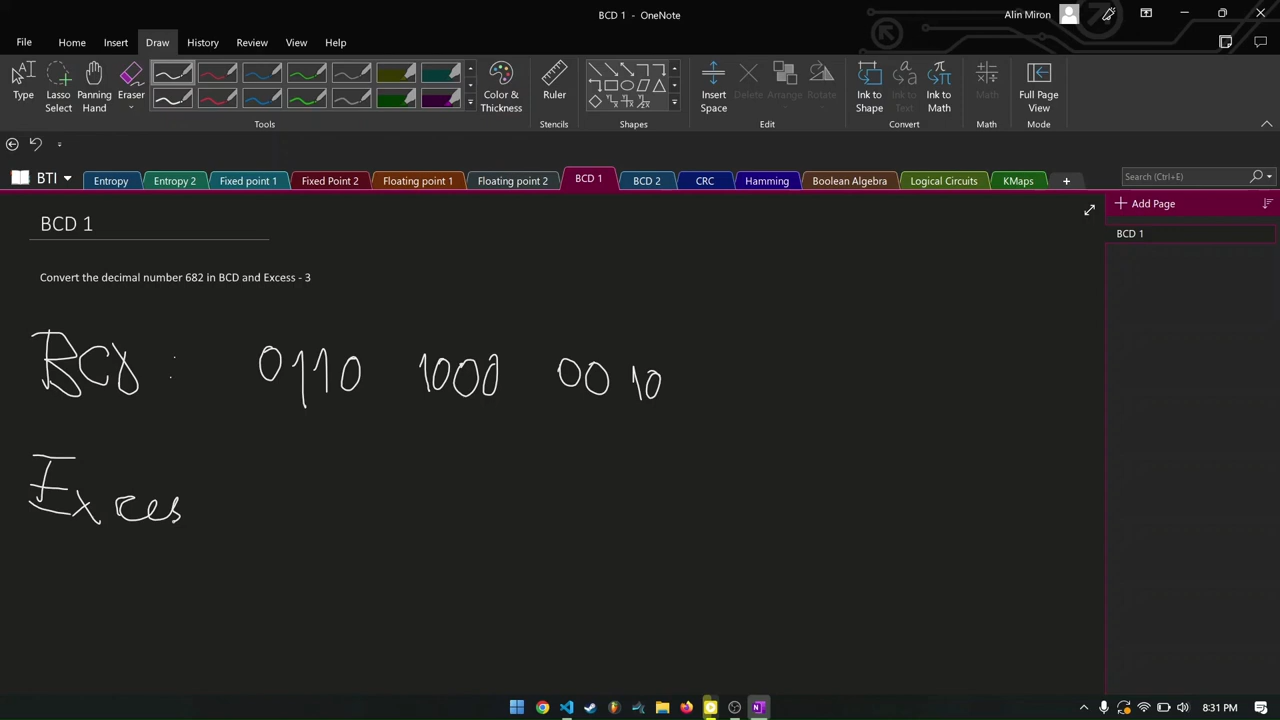 BCD 1 - OneNote
Alin Miron
File Home Insert Draw History Review View Help
Type
Lasso Select
Panning Hand
Eraser
Color & Thickness
Ruler
Insert Space
Delete
Arrange
Rotate
Ink to Shape
Ink to Text
Ink to Math
Math
Full Page View
Tools Stencils Shapes Edit Convert Math Mode
BTI Entropy Entropy 2 Fixed point 1 Fixed Point 2 Floating point 1 Floating point 2 BCD 1 BCD 2 CRC Hamming Boolean Algebra Logical Circuits KMaps + Search (Ctrl+E)
Add Page
BCD 1
BCD 1
Convert the decimal number 682 in BCD and Excess - 3
BCD : 0110 1000 00 10
Exces
8:31 PM